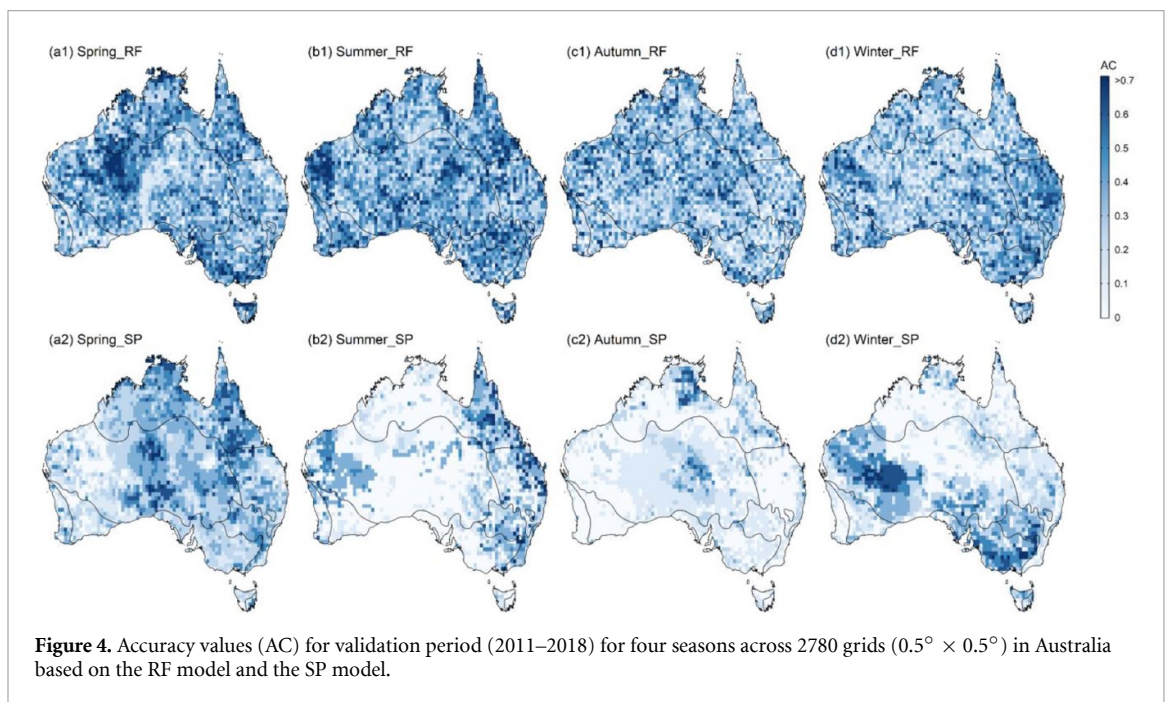 (a1) Spring_RF
(b1) Summer_RF
(c1) Autumn_RF
(d1) Winter_RF
AC
>0.7
0.6
0.5
0.4
0.3
0.2
0.1
0
(a2) Spring_SP
(b2) Summer_SP
(c2) Autumn_SP
(d2) Winter_SP
Figure 4. Accuracy values (AC) for validation period (2011–2018) for four seasons across 2780 grids (0.5° × 0.5°) in Australia
based on the RF model and the SP model.